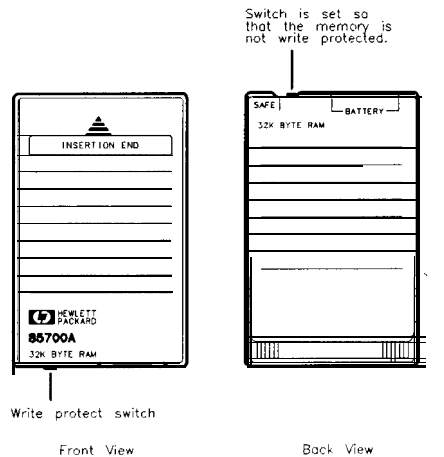 Switch is set so
that the memory is
not write protected.
SAFE
BATTERY
32K BYTE RAM
INSERTION END
hp HEWLETT
PACKARD
85700A
32K BYTE RAM
Write protect switch
Front View
Back View